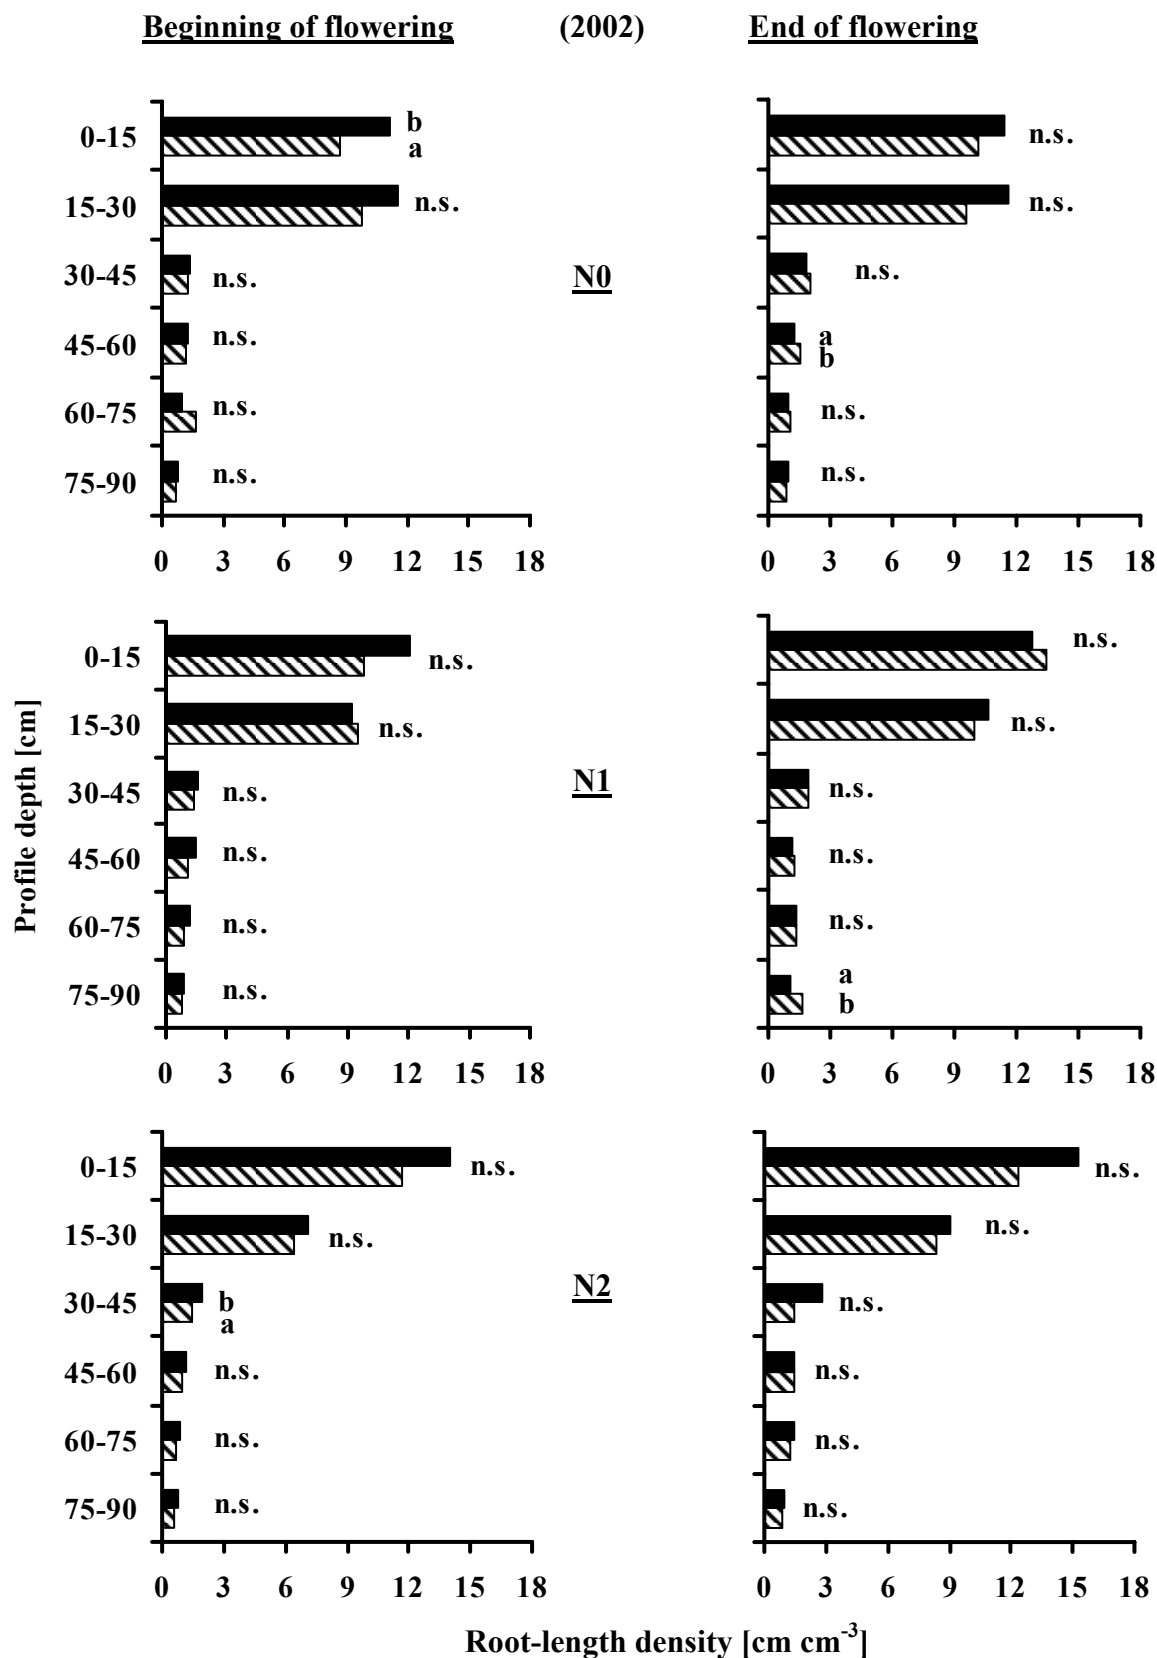 Beginning of flowering (2002) End of flowering
0-15 b a n.s.
15-30 n.s. n.s.
30-45 n.s. N0 n.s.
45-60 n.s. a b
60-75 n.s. n.s.
75-90 n.s. n.s.
0 3 6 9 12 15 18 0 3 6 9 12 15 18
0-15 n.s. n.s.
15-30 n.s. n.s.
30-45 n.s. N1 n.s.
45-60 n.s. n.s.
60-75 n.s. n.s.
75-90 n.s. a b
0 3 6 9 12 15 18 0 3 6 9 12 15 18
Profile depth [cm]
0-15 n.s. n.s.
15-30 n.s. n.s.
30-45 b a N2 n.s.
45-60 n.s. n.s.
60-75 n.s. n.s.
75-90 n.s. n.s.
0 3 6 9 12 15 18 0 3 6 9 12 15 18
Root-length density [cm cm⁻³]